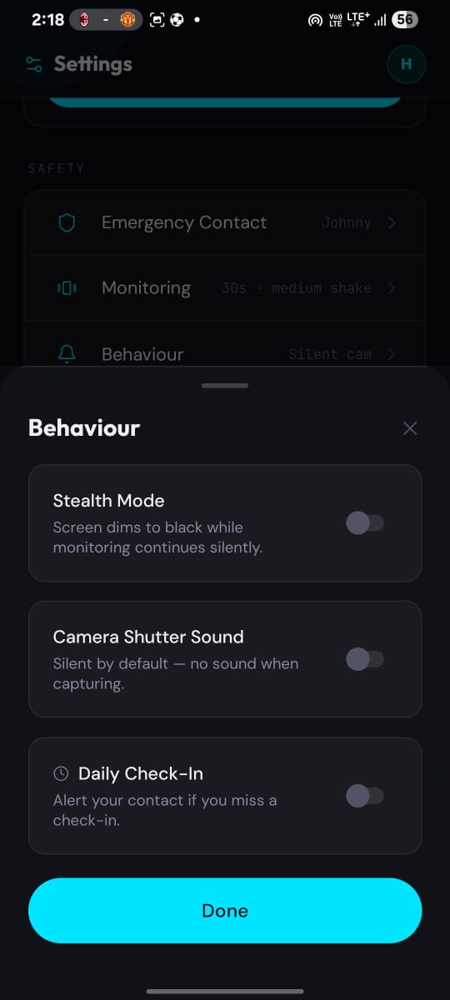 2:18 - Vo)) LTE LTE+ 56
Settings H
SAFETY
Emergency Contact Johnny
Monitoring 30s · medium shake
Behaviour Silent cam
Behaviour
Stealth Mode
Screen dims to black while
monitoring continues silently.
Camera Shutter Sound
Silent by default — no sound when
capturing.
Daily Check-In
Alert your contact if you miss a
check-in.
Done